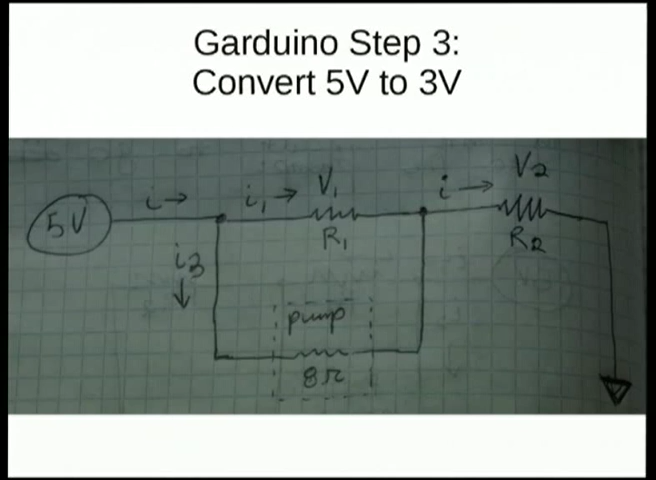 Garduino Step 3:
Convert 5V to 3V
5V
i →
i₁ →
V₁
i →
V₂
R₁
R₂
i₃
↓
pump
8Ω